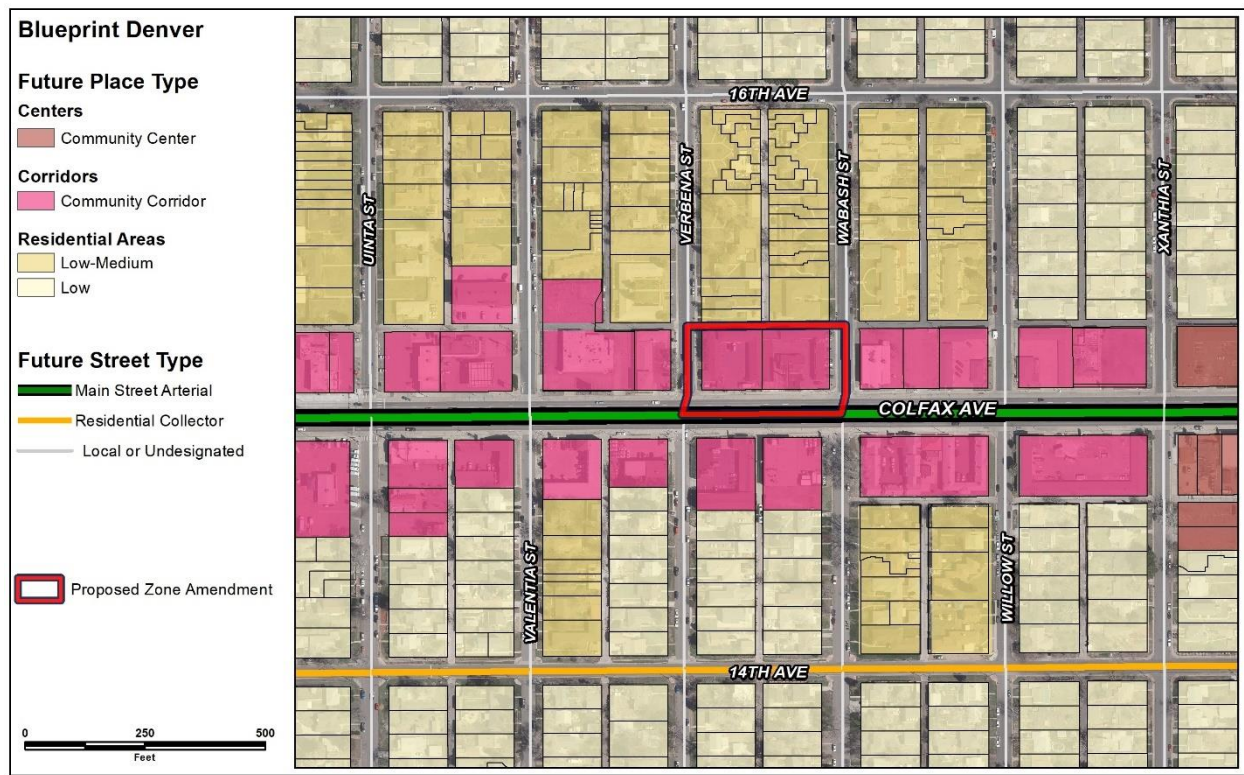 Blueprint Denver
Future Place Type
Centers
Community Center
Corridors
Community Corridor
Residential Areas
Low-Medium
Low
Future Street Type
Main Street Arterial
Residential Collector
Local or Undesignated
Proposed Zone Amendment
0 250 500
Feet
16TH AVE
UINTA ST
VERBENA ST
WABASH ST
XANTHIA ST
COLFAX AVE
VALENTIA ST
WILLOW ST
14TH AVE